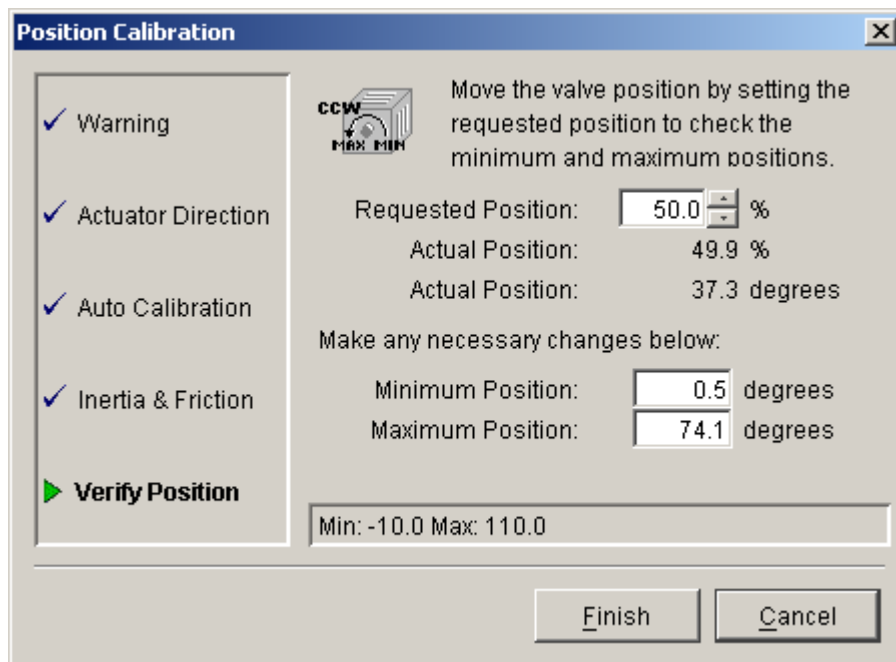 Position Calibration
Warning
Actuator Direction
Auto Calibration
Inertia & Friction
Verify Position
CCW
MAX MIN
Move the valve position by setting the
requested position to check the
minimum and maximum positions.
Requested Position: 50.0 %
Actual Position: 49.9 %
Actual Position: 37.3 degrees
Make any necessary changes below:
Minimum Position: 0.5 degrees
Maximum Position: 74.1 degrees
Min: -10.0 Max: 110.0
Finish Cancel